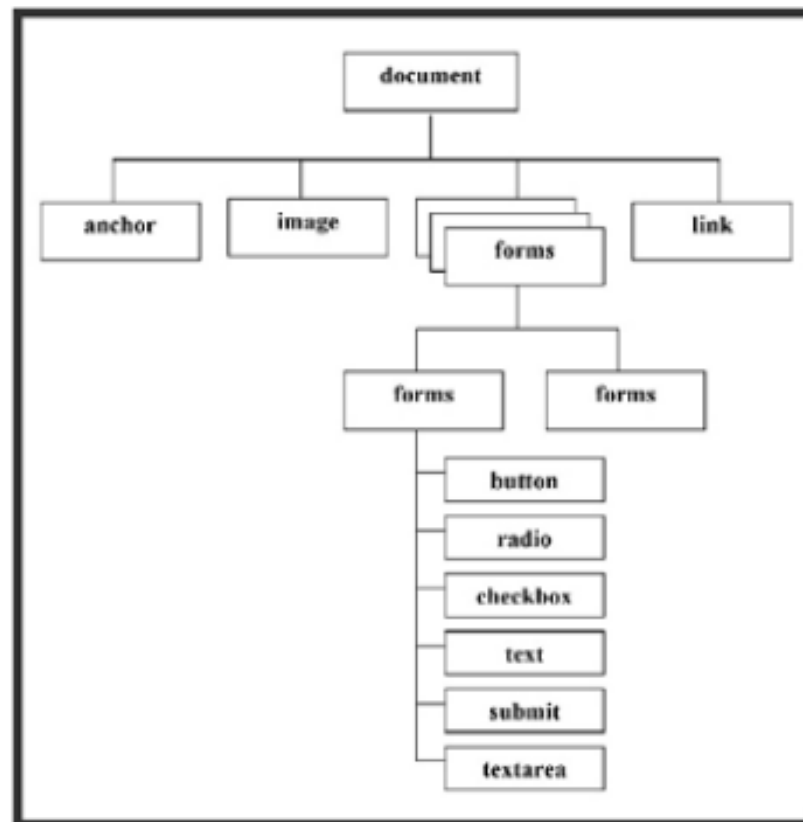 document
anchor
image
forms
link
forms
forms
button
radio
checkbox
text
submit
textarea